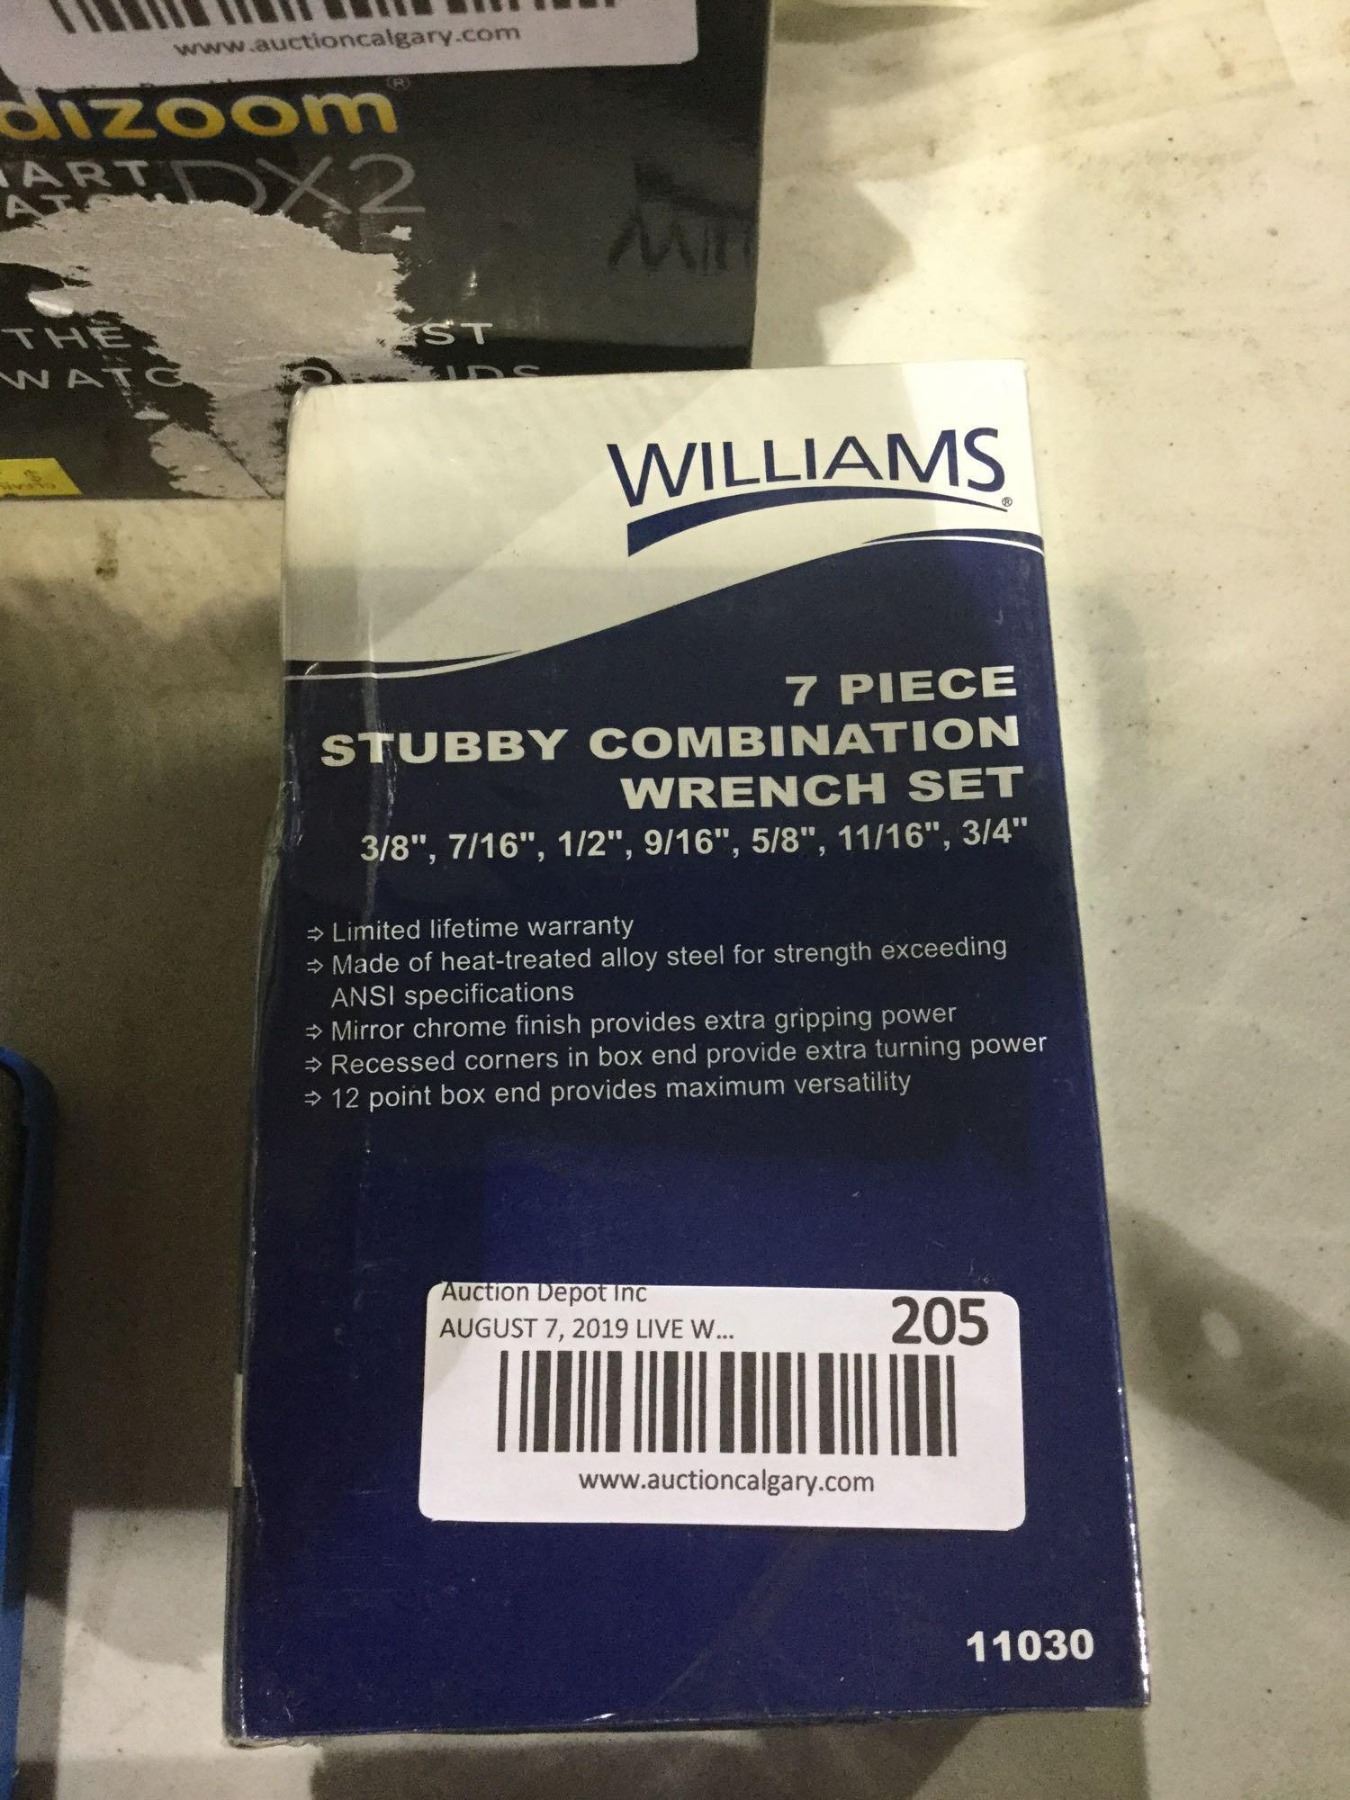 www.auctioncalgary.com
dizoom®
DX2
THE
WILLIAMS®
7 PIECE
STUBBY COMBINATION
WRENCH SET
3/8", 7/16", 1/2", 9/16", 5/8", 11/16", 3/4"
⇨ Limited lifetime warranty
⇨ Made of heat-treated alloy steel for strength exceeding
ANSI specifications
⇨ Mirror chrome finish provides extra gripping power
⇨ Recessed corners in box end provide extra turning power
⇨ 12 point box end provides maximum versatility
Auction Depot Inc
205
AUGUST 7, 2019 LIVE W...
www.auctioncalgary.com
11030